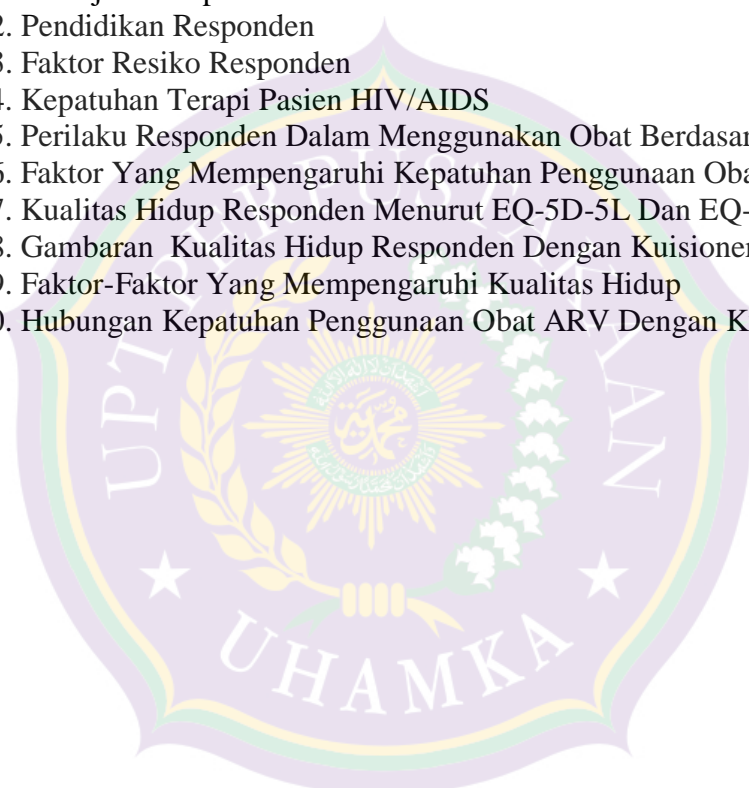 2. Pendidikan Responden
3. Faktor Resiko Responden
4. Kepatuhan Terapi Pasien HIV/AIDS
5. Perilaku Responden Dalam Menggunakan Obat
6. Faktor Yang Mempengaruhi Kepatuhan Penggunaan
7. Kualitas Hidup Responden Menurut EQ-5D-5L Dan
8. Gambaran Kualitas Hidup Responden Dengan Kuisioner
9. Faktor-Faktor Yang Mempengaruhi Kualitas Hidup
0. Hubungan Kepatuhan Penggunaan Obat ARV Dengan
UPT PERPUSTAKAAN
UHAMKA